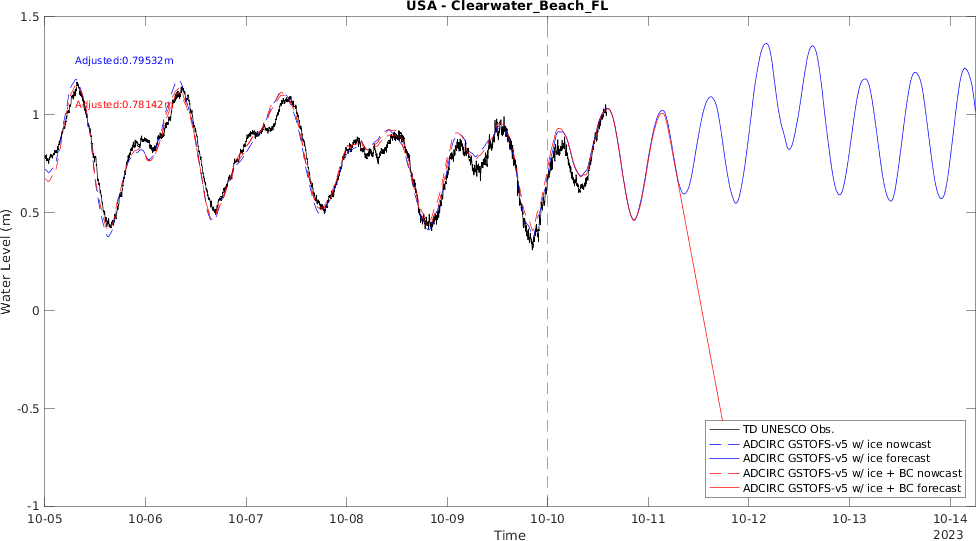 USA - Clearwater_Beach_FL
1.5
Adjusted:0.79532m
Adjusted:0.78142m
1
0.5
0
-0.5
-1
Water Level (m)
TD UNESCO Obs.
ADCIRC GSTOFS-v5 w/ ice nowcast
ADCIRC GSTOFS-v5 w/ ice forecast
ADCIRC GSTOFS-v5 w/ ice + BC nowcast
ADCIRC GSTOFS-v5 w/ ice + BC forecast
10-05 10-06 10-07 10-08 10-09 10-10 10-11 10-12 10-13 10-14
Time
2023